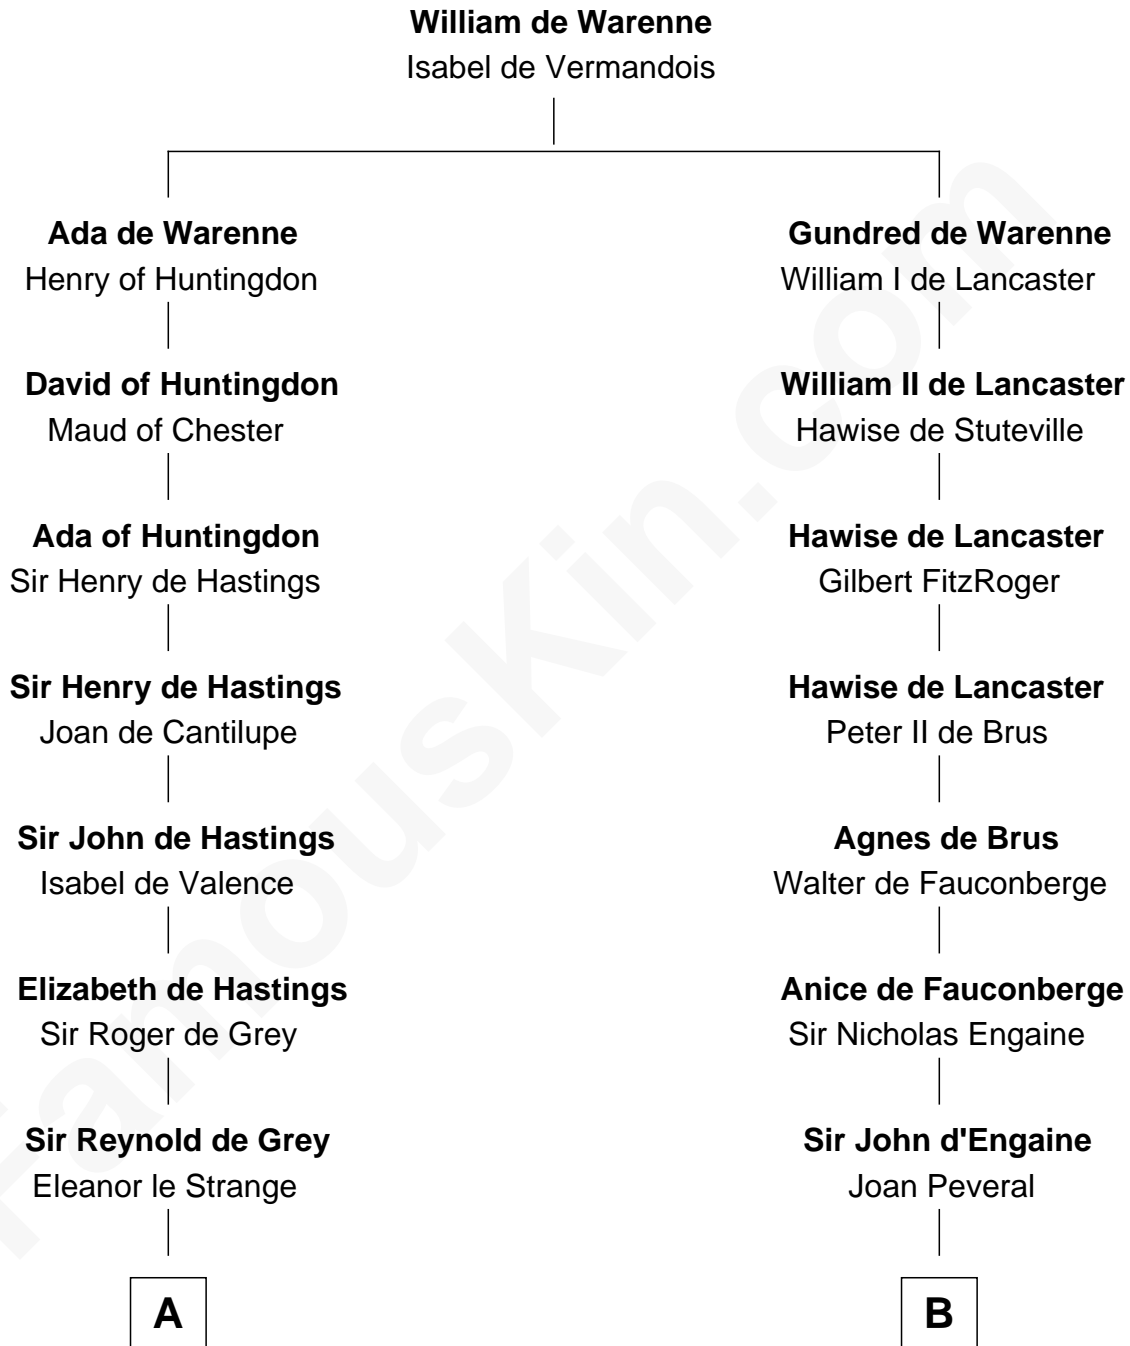 William de Warenne
Isabel de Vermandois
Ada de Warenne
Henry of Huntingdon
Gundred de Warenne
William I de Lancaster
David of Huntingdon
Maud of Chester
William II de Lancaster
Hawise de Stuteville
Ada of Huntingdon
Sir Henry de Hastings
Hawise de Lancaster
Gilbert FitzRoger
Sir Henry de Hastings
Joan de Cantilupe
Hawise de Lancaster
Peter II de Brus
Sir John de Hastings
Isabel de Valence
Agnes de Brus
Walter de Fauconberge
Elizabeth de Hastings
Sir Roger de Grey
Anice de Fauconberge
Sir Nicholas Engaine
Sir Reynold de Grey
Eleanor le Strange
Sir John d'Engaine
Joan Peveral
A
B
FamousKin.com